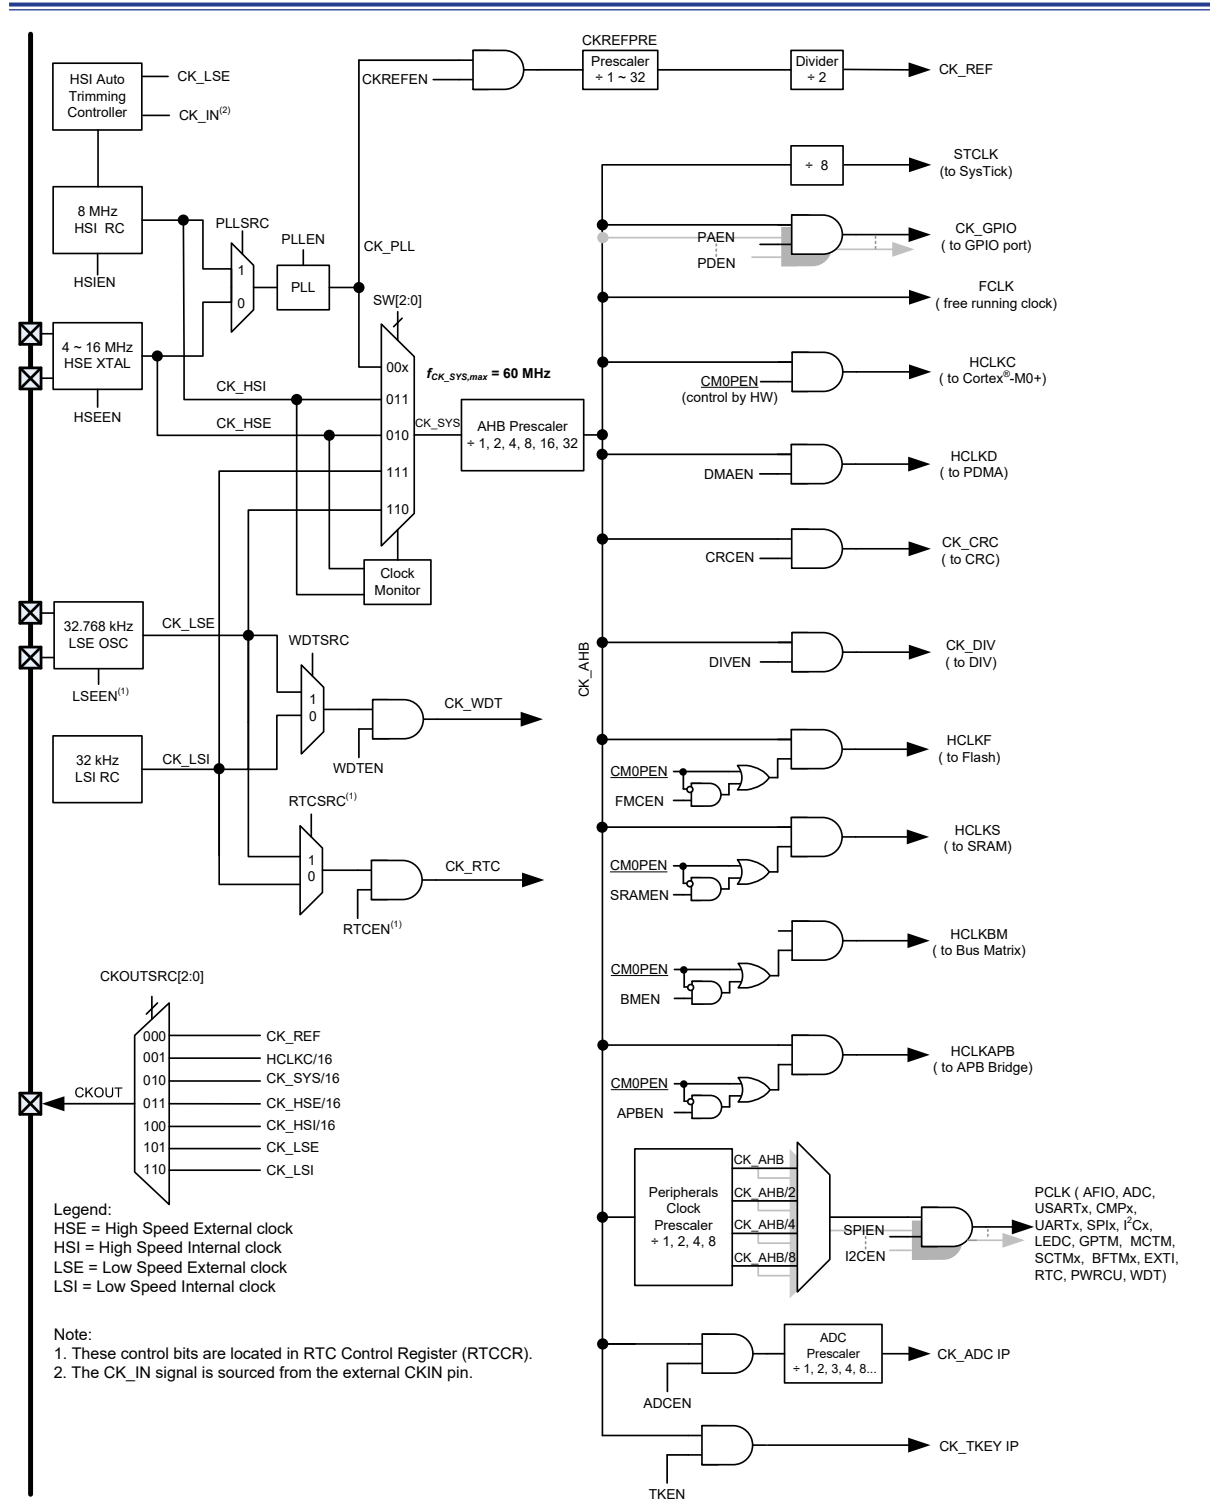 CKREFPRE
HSI Auto
Trimming
Controller
CK_LSE
CK_IN(2)
CKREFEN
Prescaler
÷ 1 ~ 32
Divider
÷ 2
CK_REF
÷ 8
STCLK
(to SysTick)
8 MHz
HSI RC
HSIEN
PLLSRC
1
0
PLLEN
PLL
CK_PLL
PAEN
PDEN
CK_GPIO
( to GPIO port)
FCLK
( free running clock)
4 ~ 16 MHz
HSE XTAL
HSEEN
SW[2:0]
00x
011
010
111
110
CK_HSI
CK_HSE
fCK_SYS,max = 60 MHz
CK_SYS
AHB Prescaler
÷ 1, 2, 4, 8, 16, 32
CM0PEN
(control by HW)
HCLKC
( to Cortex®-M0+)
DMAEN
HCLKD
( to PDMA)
CRCEN
CK_CRC
( to CRC)
Clock
Monitor
32.768 kHz
LSE OSC
LSEEN(1)
CK_LSE
WDTSRC
1
0
WDTEN
CK_WDT
CK_AHB
DIVEN
CK_DIV
( to DIV)
32 kHz
LSI RC
CK_LSI
CM0PEN
FMCEN
HCLKF
( to Flash)
RTCSRC(1)
1
0
RTCEN(1)
CK_RTC
CM0PEN
SRAMEN
HCLKS
( to SRAM)
CM0PEN
BMEN
HCLKBM
( to Bus Matrix)
CM0PEN
APBEN
HCLKAPB
( to APB Bridge)
CKOUTSRC[2:0]
CKOUT
000
CK_REF
001
HCLKC/16
010
CK_SYS/16
011
CK_HSE/16
100
CK_HSI/16
101
CK_LSE
110
CK_LSI
Peripherals
Clock
Prescaler
÷ 1, 2, 4, 8
CK_AHB
CK_AHB/2
CK_AHB/4
CK_AHB/8
SPIEN
I2CEN
PCLK ( AFIO, ADC,
USARTx, CMPx,
UARTx, SPIx, I2Cx,
LEDC, GPTM, MCTM,
SCTMx, BFTMx, EXTI,
RTC, PWRCU, WDT)
Legend:
HSE = High Speed External clock
HSI = High Speed Internal clock
LSE = Low Speed External clock
LSI = Low Speed Internal clock
Note:
1. These control bits are located in RTC Control Register (RTCCR).
2. The CK_IN signal is sourced from the external CKIN pin.
ADCEN
ADC
Prescaler
÷ 1, 2, 3, 4, 8...
CK_ADC IP
TKEN
CK_TKEY IP